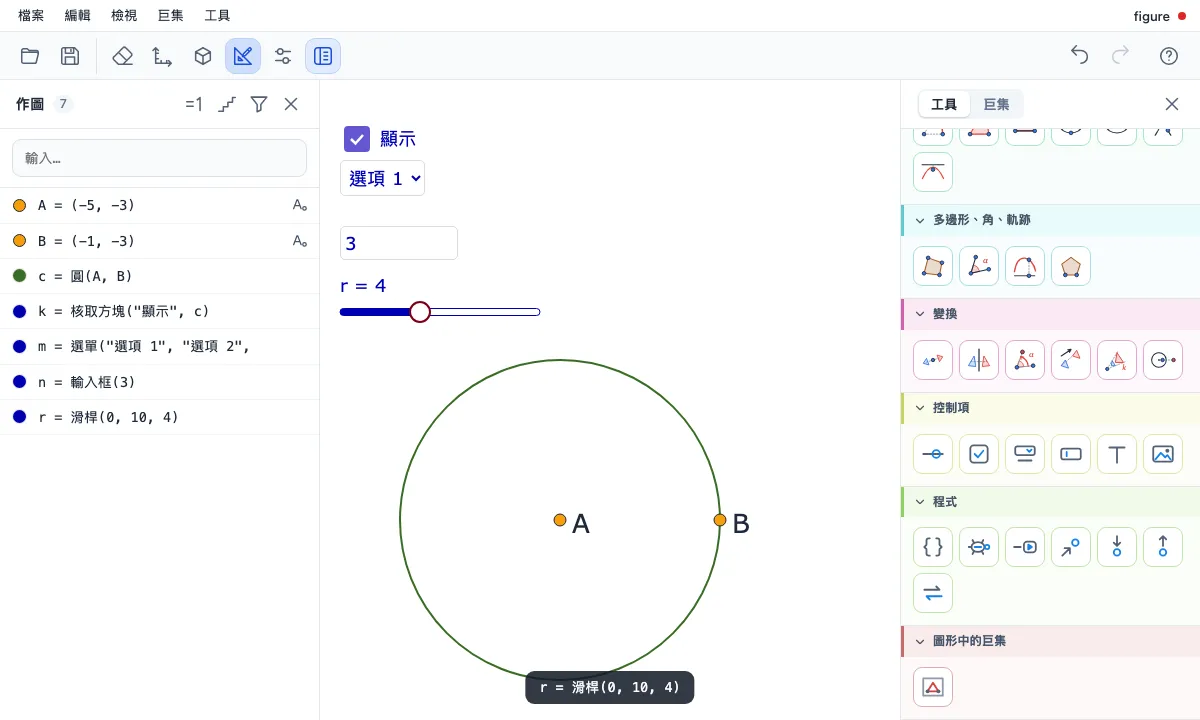 檔案 編輯 檢視 巨集 工具
figure
作圖 7
=1
輸入…
A = (-5, -3)
B = (-1, -3)
c = 圓(A, B)
k = 核取方塊("顯示", c)
m = 選單("選項 1", "選項 2",
n = 輸入框(3)
r = 滑桿(0, 10, 4)
顯示
選項 1
3
r = 4
A
B
r = 滑桿(0, 10, 4)
工具 巨集
多邊形、角、軌跡
變換
控制項
程式
圖形中的巨集